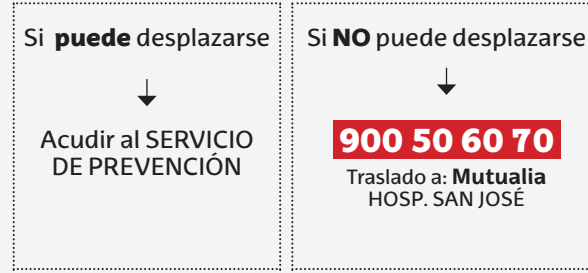 Si puede desplazarse
Acudir al SERVICIO
DE PREVENCIÓN
Si NO puede desplazarse
900 50 60 70
Traslado a: Mutualia
HOSP. SAN JOSÉ